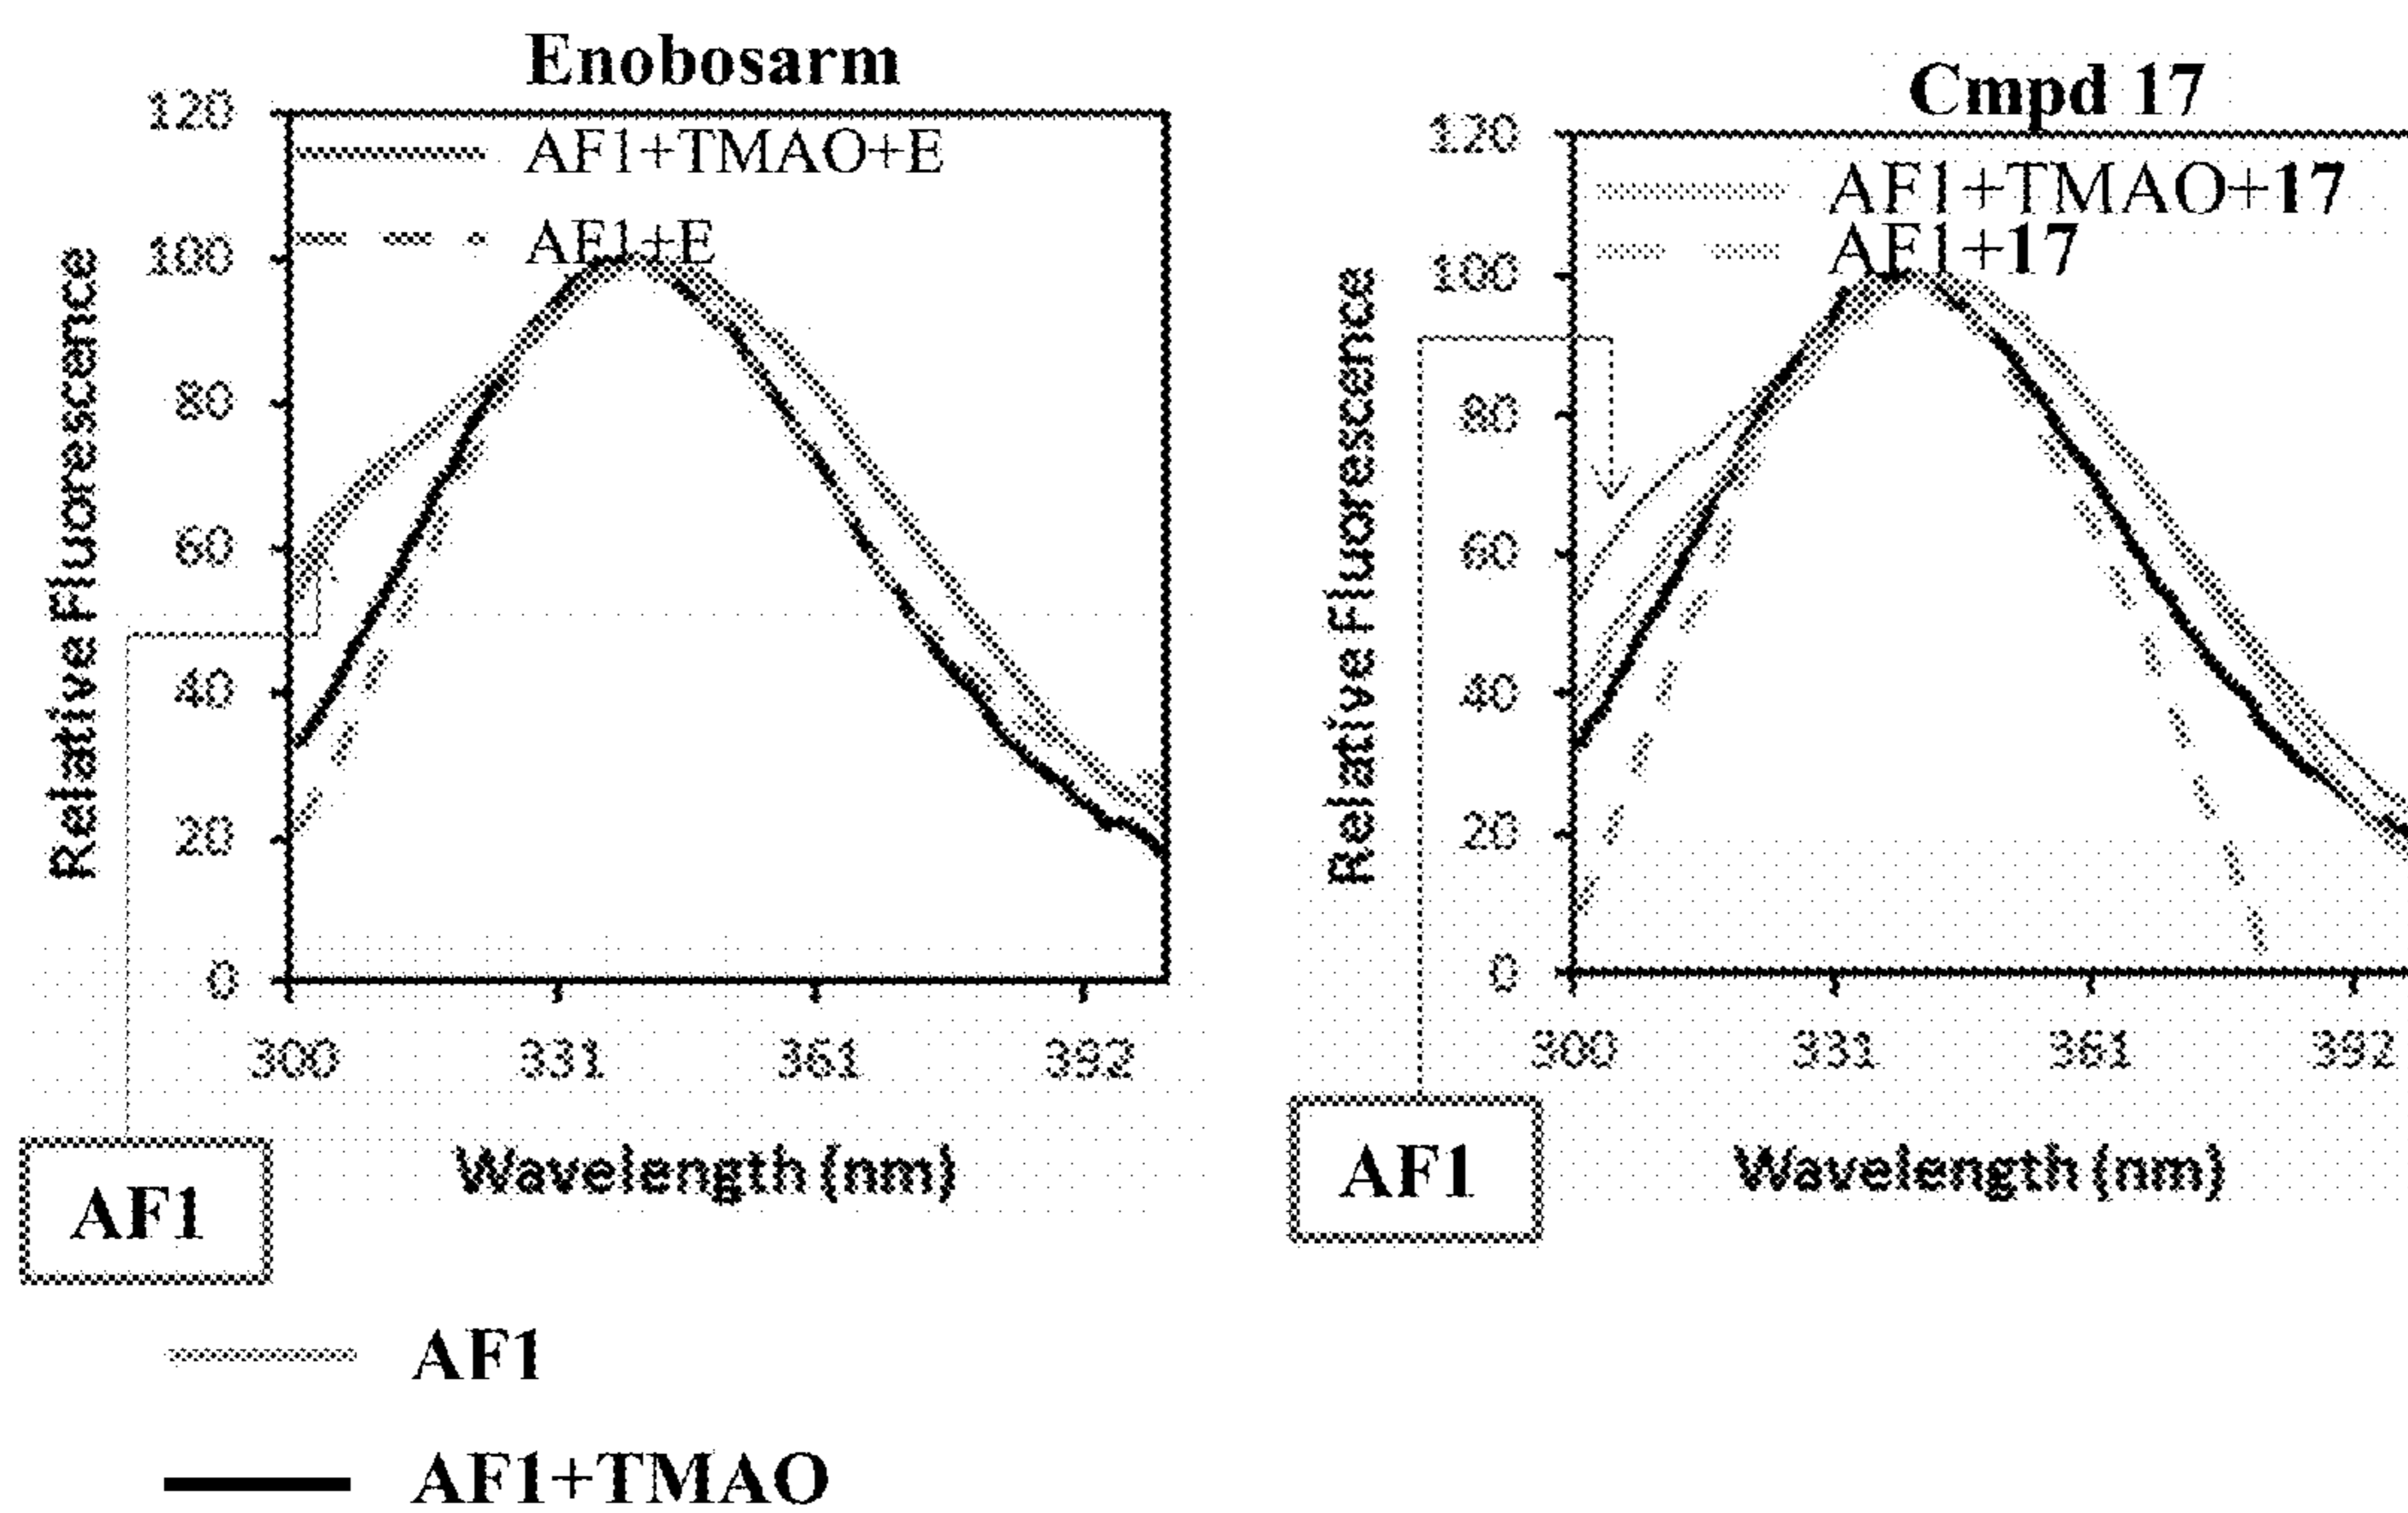 Enobosarm
120
AF1+TMAO+E
AF1+E
100
80
60
40
20
0
Relative Fluorescence
300 331 361 392
Wavelength (nm)
AF1
Cmpd 17
120
AF1+TMAO+17
AF1+17
100
80
60
40
20
0
Relative Fluorescence
300 331 361 392
Wavelength (nm)
AF1
AF1
AF1+TMAO